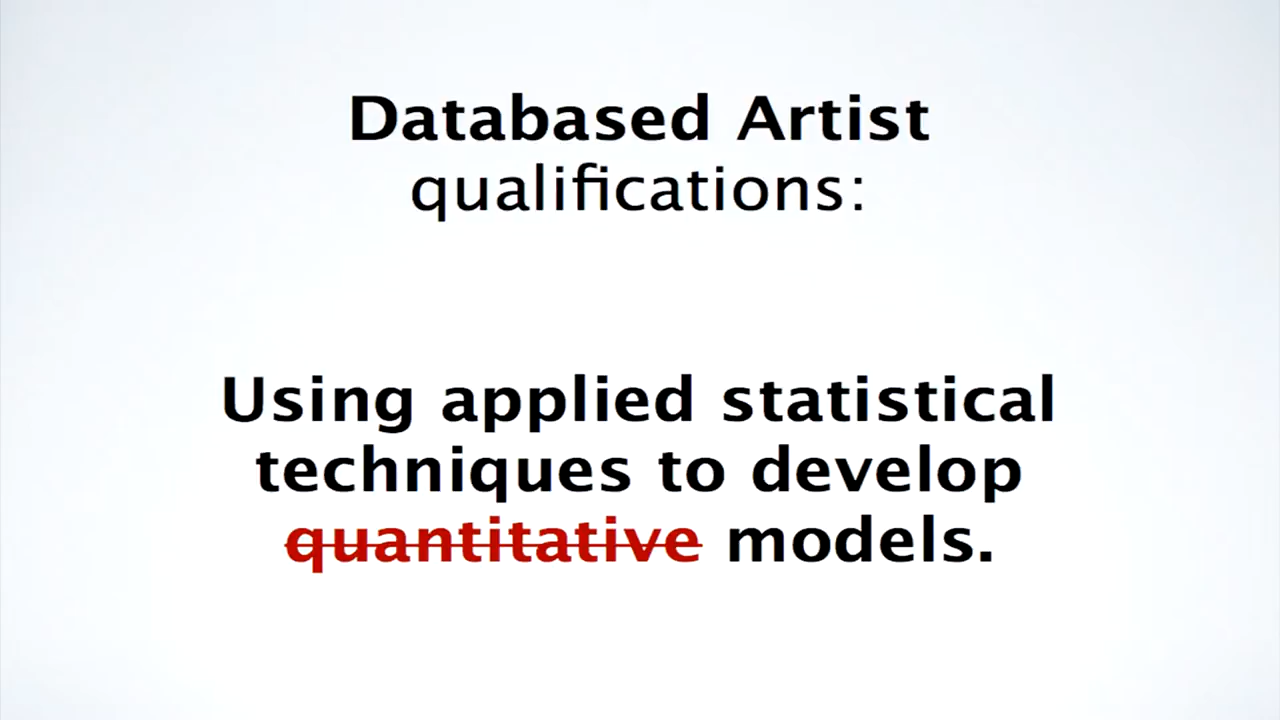 Databased Artist
qualifications:
Using applied statistical
techniques to develop
quantitative models.